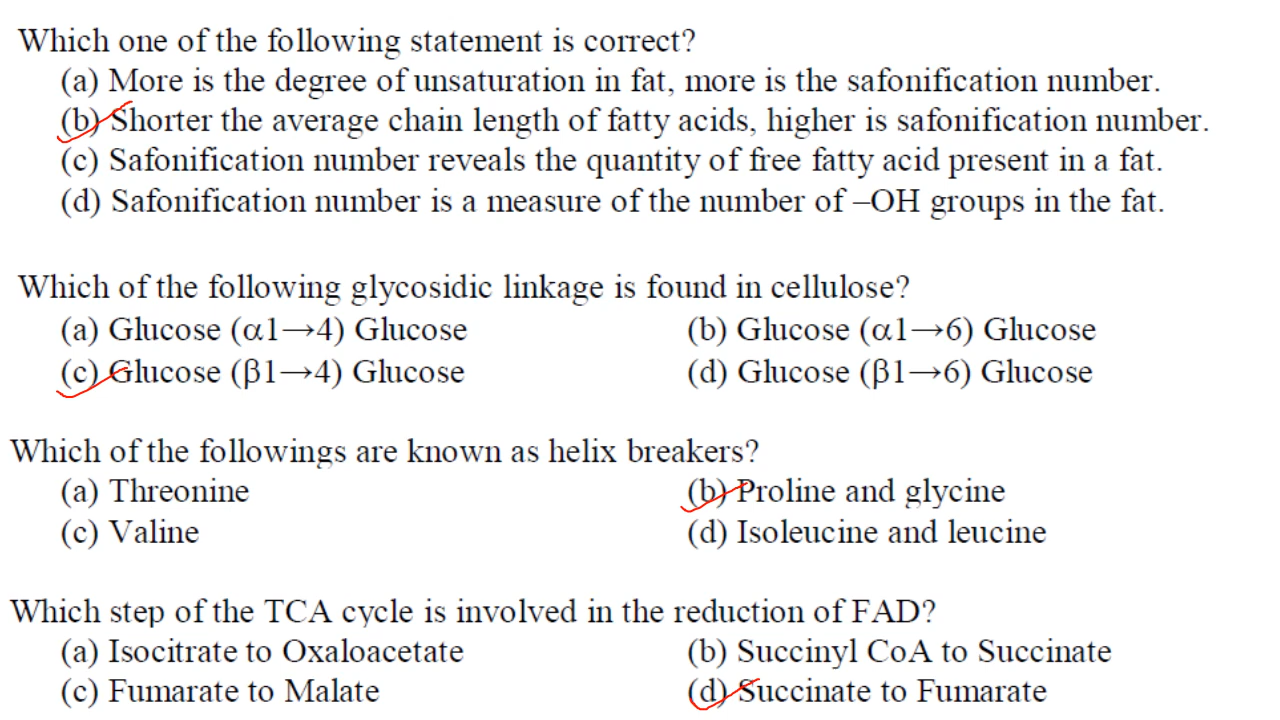 Which one of the following statement is correct?
(a) More is the degree of unsaturation in fat, more is the safonification number.
(b) Shorter the average chain length of fatty acids, higher is safonification number.
(c) Safonification number reveals the quantity of free fatty acid present in a fat.
(d) Safonification number is a measure of the number of –OH groups in the fat.
Which of the following glycosidic linkage is found in cellulose?
(a) Glucose (α1→4) Glucose (b) Glucose (α1→6) Glucose
(c) Glucose (β1→4) Glucose (d) Glucose (β1→6) Glucose
Which of the followings are known as helix breakers?
(a) Threonine (b) Proline and glycine
(c) Valine (d) Isoleucine and leucine
Which step of the TCA cycle is involved in the reduction of FAD?
(a) Isocitrate to Oxaloacetate (b) Succinyl CoA to Succinate
(c) Fumarate to Malate (d) Succinate to Fumarate